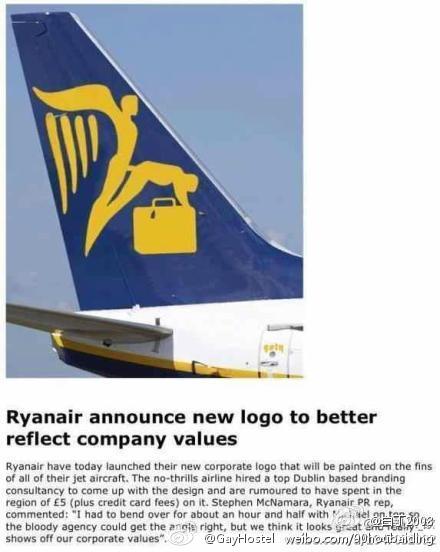 Ryanair announce new logo to better
reflect company values
Ryanair have today launched their new corporate logo that will be painted on the fins
of all of their jet aircraft. The no-thrills airline hired a top Dublin based branding
consultancy to come up with the design and are rumoured to have spent in the
region of £5 (plus credit card fees) on it. Stephen McNamara, Ryanair PR rep,
commented: "I had to bend over for about an hour and half with on top so
the bloody agency could get the angle right, but we think it looks great and really
shows off our corporate values".
@GayHostel weibo.com/